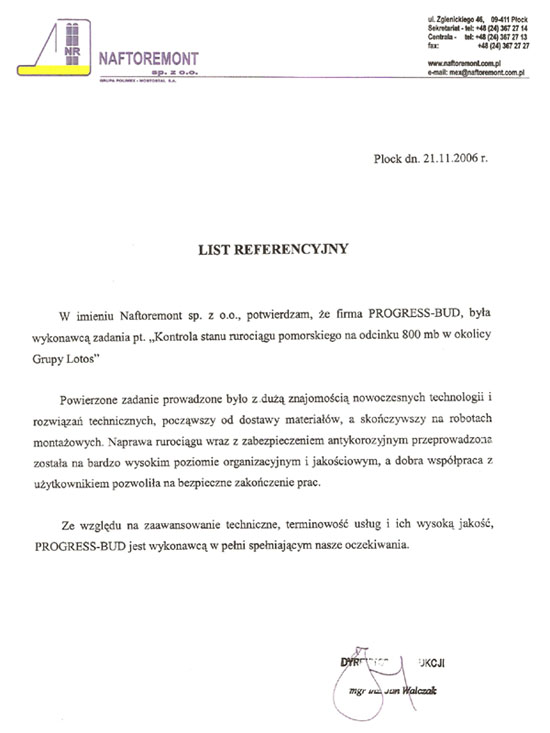 NR
NAFTOREMONT
sp. z o.o.
GRUPA POLIMEX - MOSTOSTAL S.A.
ul. Zglenickiego 46, 09-411 Płock
Sekretariat - tel: +48 (24) 367 27 14
Centrala - tel: +48 (24) 367 27 13
fax: +48 (24) 367 27 27
www.naftoremont.com.pl
e-mail: mex@naftoremont.com.pl
Płock dn. 21.11.2006 r.
LIST REFERENCYJNY
W imieniu Naftoremont sp. z o.o., potwierdzam, że firma PROGRESS-BUD, była
wykonawcą zadania pt. „Kontrola stanu rurociągu pomorskiego na odcinku 800 mb w okolicy
Grupy Lotos”
Powierzone zadanie prowadzone było z dużą znajomością nowoczesnych technologii i
rozwiązań technicznych, począwszy od dostawy materiałów, a skończywszy na robotach
montażowych. Naprawa rurociągu wraz z zabezpieczeniem antykorozyjnym przeprowadzona
została na bardzo wysokim poziomie organizacyjnym i jakościowym, a dobra współpraca z
użytkownikiem pozwoliła na bezpieczne zakończenie prac.
Ze względu na zaawansowanie techniczne, terminowość usług i ich wysoką jakość,
PROGRESS-BUD jest wykonawcą w pełni spełniającym nasze oczekiwania.
mgr Jan Walczak